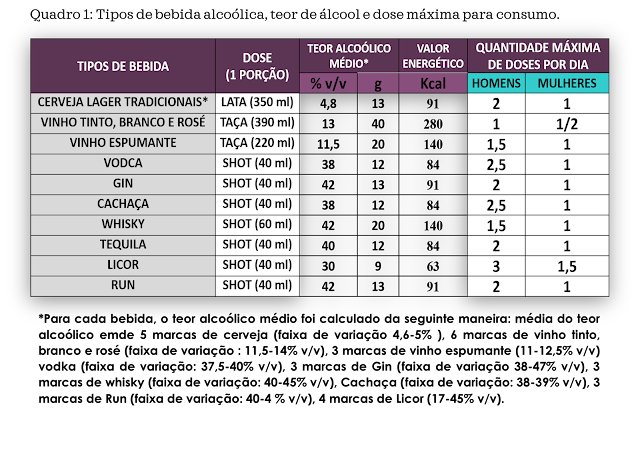 Quadro 1: Tipos de bebida alcoólica, teor de álcool e dose máxima para consumo.
TIPOS DE BEBIDA DOSE (1 PORÇÃO) TEOR ALCOÓLICO MÉDIO* VALOR ENERGÉTICO QUANTIDADE MÁXIMA DE DOSES POR DIA
% v/v g Kcal HOMENS MULHERES
CERVEJA LAGER TRADICIONAIS* LATA (350 ml) 4,8 13 91 2 1
VINHO TINTO, BRANCO E ROSÉ TAÇA (390 ml) 13 40 280 1 1/2
VINHO ESPUMANTE TAÇA (220 ml) 11,5 20 140 1,5 1
VODCA SHOT (40 ml) 38 12 84 2,5 1
GIN SHOT (40 ml) 42 13 91 2 1
CACHAÇA SHOT (40 ml) 38 12 84 2,5 1
WHISKY SHOT (60 ml) 42 20 140 1,5 1
TEQUILA SHOT (40 ml) 40 12 84 2 1
LICOR SHOT (40 ml) 30 9 63 3 1,5
RUN SHOT (40 ml) 42 13 91 2 1
*Para cada bebida, o teor alcoólico médio foi calculado da seguinte maneira: média do teor
alcoólico emde 5 marcas de cerveja (faixa de variação 4,6-5% ), 6 marcas de vinho tinto,
branco e rosé (faixa de variação : 11,5-14% v/v), 3 marcas de vinho espumante (11-12,5% v/v)
vodka (faixa de variação: 37,5-40% v/v), 3 marcas de Gin (faixa de variação 38-47% v/v), 3
marcas de whisky (faixa de variação: 40-45% v/v), Cachaça (faixa de variação: 38-39% v/v), 3
marcas de Run (faixa de variação: 40-4 % v/v), 4 marcas de Licor (17-45% v/v).